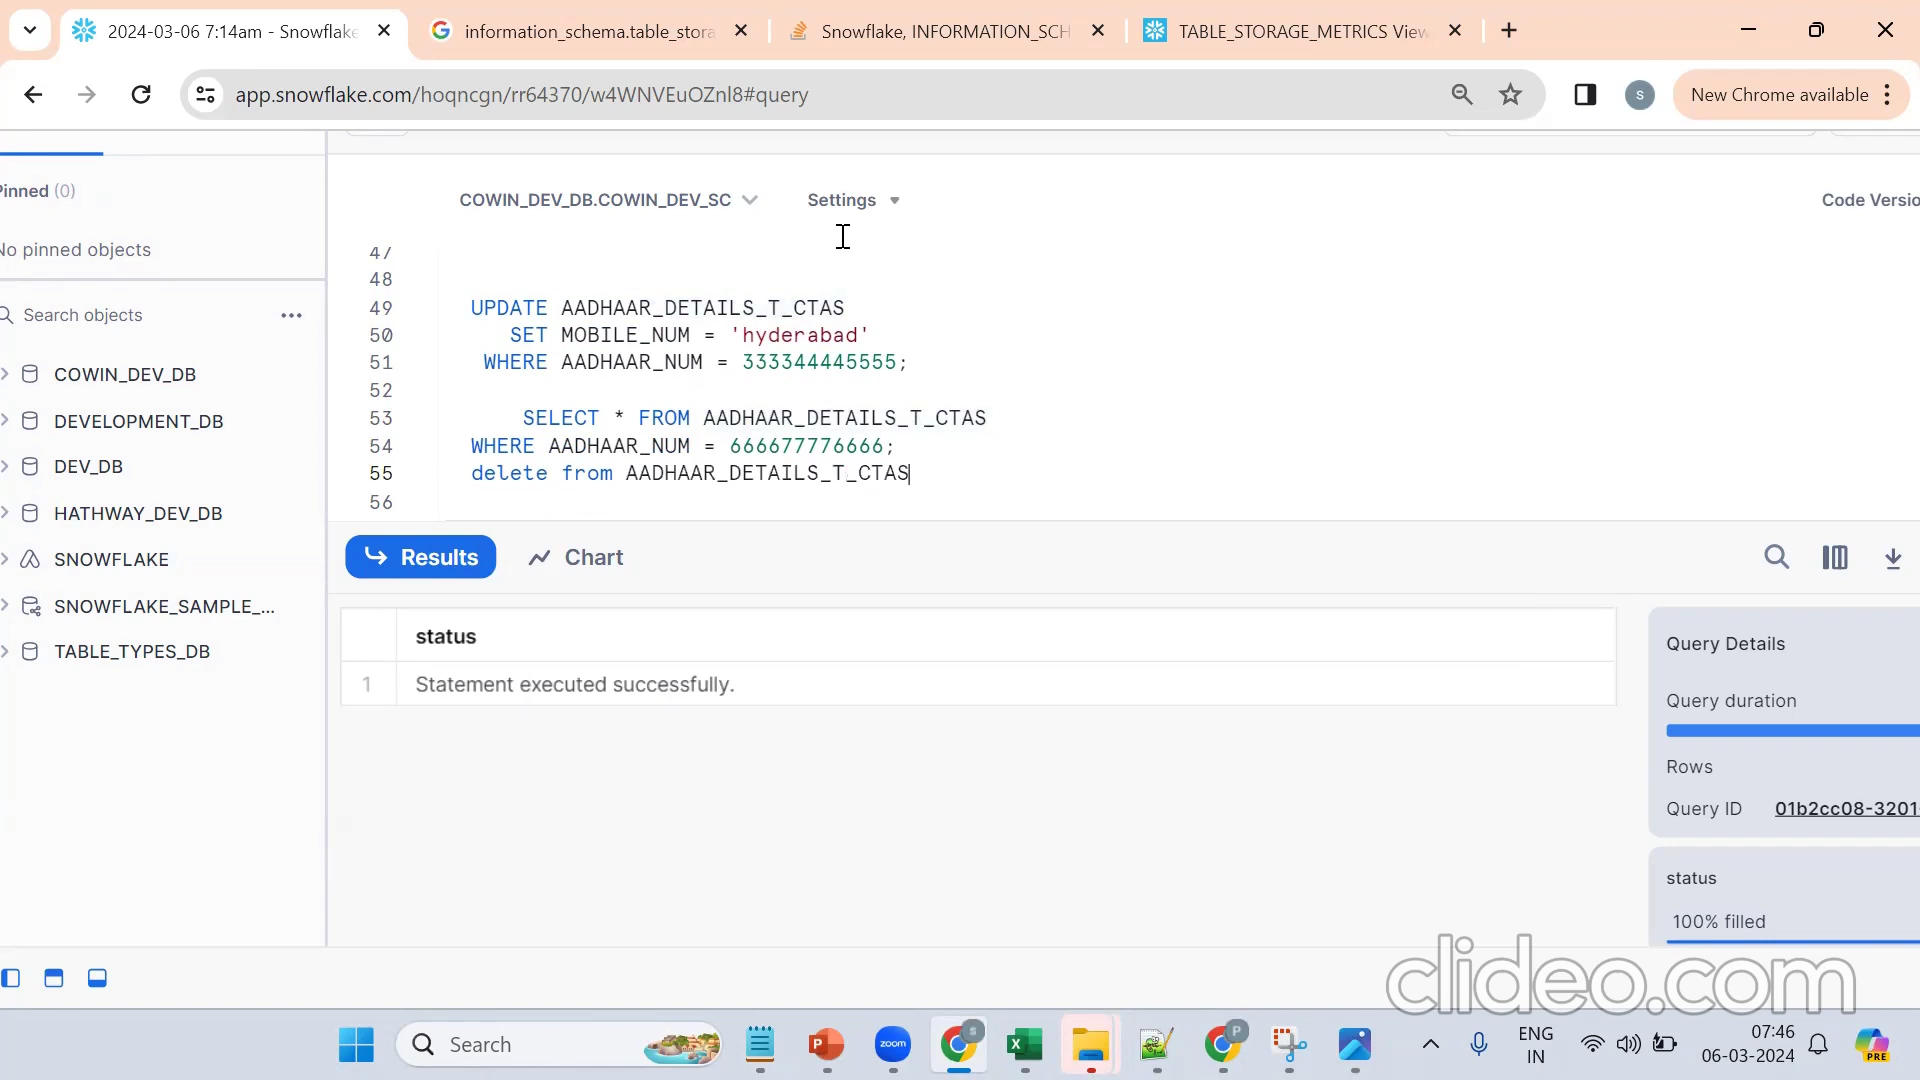 2024-03-06 7:14am - Snowflake
information_schema.table_stora
Snowflake, INFORMATION_SCH
TABLE_STORAGE_METRICS View
app.snowflake.com/hoqncgn/rr64370/w4WNVEuOZnl8#query
S
New Chrome available
Pinned (0)
No pinned objects
Search objects
COWIN_DEV_DB
DEVELOPMENT_DB
DEV_DB
HATHWAY_DEV_DB
SNOWFLAKE
SNOWFLAKE_SAMPLE_...
TABLE_TYPES_DB
COWIN_DEV_DB.COWIN_DEV_SC
Settings
Code Versio
47
48
49 UPDATE AADHAAR_DETAILS_T_CTAS
50 SET MOBILE_NUM = 'hyderabad'
51 WHERE AADHAAR_NUM = 333344445555;
52
53 SELECT * FROM AADHAAR_DETAILS_T_CTAS
54 WHERE AADHAAR_NUM = 666677776666;
55 delete from AADHAAR_DETAILS_T_CTAS
56
Results
Chart
status
1 Statement executed successfully.
Query Details
Query duration
Rows
Query ID 01b2cc08-3201-
status
100% filled
clideo.com
Search
zoom
ENG
IN
07:46
06-03-2024
PRE